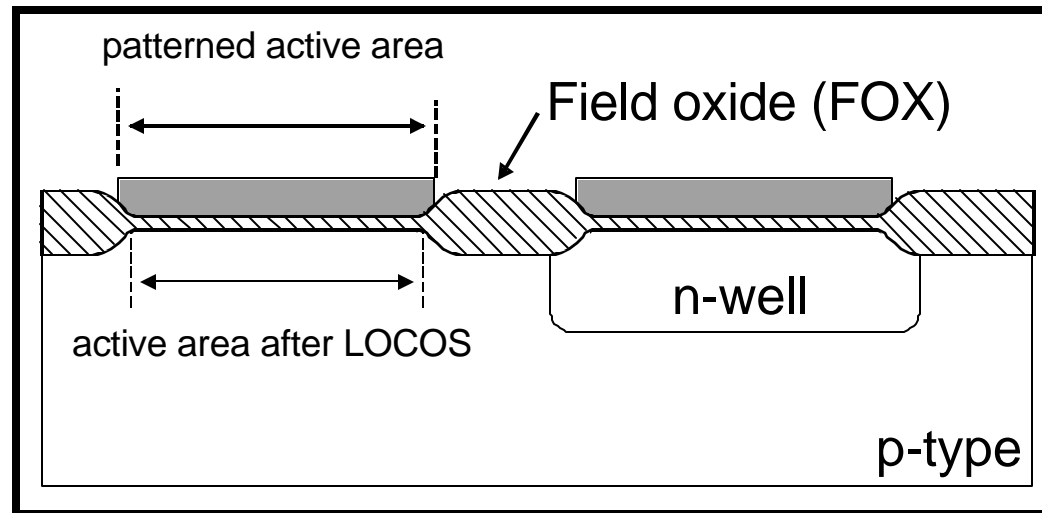 patterned active area
Field oxide (FOX)
n-well
active area after LOCOS
p-type